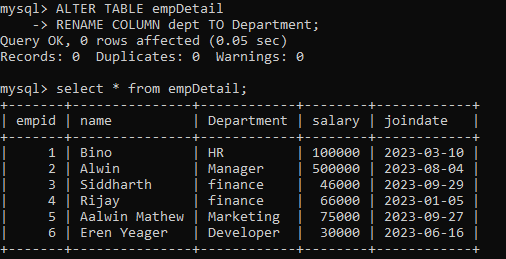 mysql> ALTER TABLE empDetail
    -> RENAME COLUMN dept TO Department;
Query OK, 0 rows affected (0.05 sec)
Records: 0  Duplicates: 0  Warnings: 0
mysql> select * from empDetail;
+-------+---------------+------------+--------+------------+
| empid | name          | Department | salary | joindate   |
+-------+---------------+------------+--------+------------+
|     1 | Bino          | HR         | 100000 | 2023-03-10 |
|     2 | Alwin         | Manager    | 500000 | 2023-08-04 |
|     3 | Siddharth     | finance    |  46000 | 2023-09-29 |
|     4 | Rijay         | finance    |  66000 | 2023-01-05 |
|     5 | Aalwin Mathew | Marketing  |  75000 | 2023-09-27 |
|     6 | Eren Yeager   | Developer  |  30000 | 2023-06-16 |
+-------+---------------+------------+--------+------------+